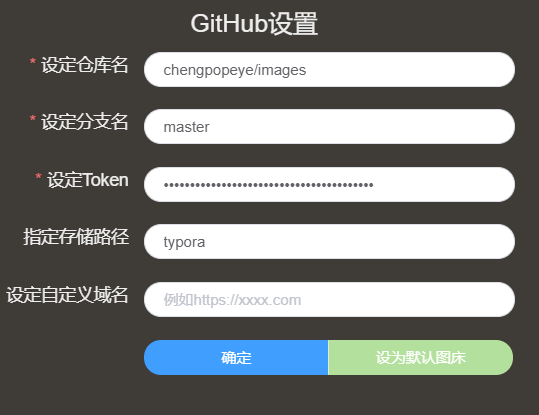 GitHub设置
* 设定仓库名 chengpopeye/images
* 设定分支名 master
* 设定Token ••••••••••••••••••••••••••••••••••••••••
指定存储路径 typora
设定自定义域名 例如https://xxxx.com
确定 设为默认图床